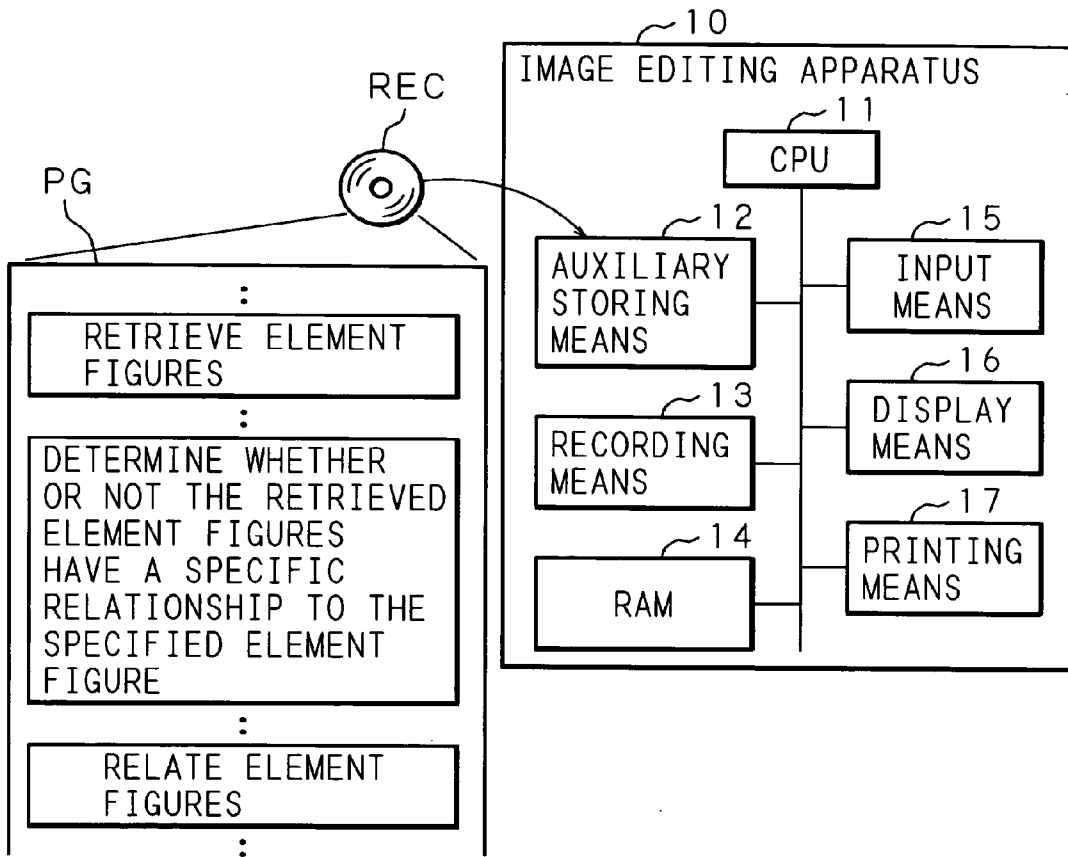 REC
PG
:
RETRIEVE ELEMENT
FIGURES
:
DETERMINE WHETHER
OR NOT THE RETRIEVED
ELEMENT FIGURES
HAVE A SPECIFIC
RELATIONSHIP TO THE
SPECIFIED ELEMENT
FIGURE
:
RELATE ELEMENT
FIGURES
:
10
IMAGE EDITING APPARATUS
11
CPU
12
AUXILIARY
STORING
MEANS
13
RECORDING
MEANS
14
RAM
15
INPUT
MEANS
16
DISPLAY
MEANS
17
PRINTING
MEANS